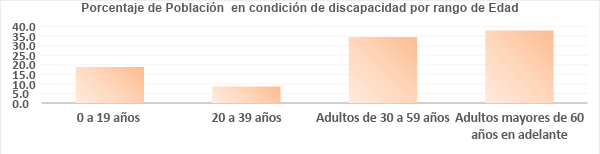 Porcentaje de Población en condición de discapacidad por rango de Edad
40.0
35.0
30.0
25.0
20.0
15.0
10.0
5.0
0.0
0 a 19 años
20 a 39 años
Adultos de 30 a 59 años
Adultos mayores de 60
años en adelante